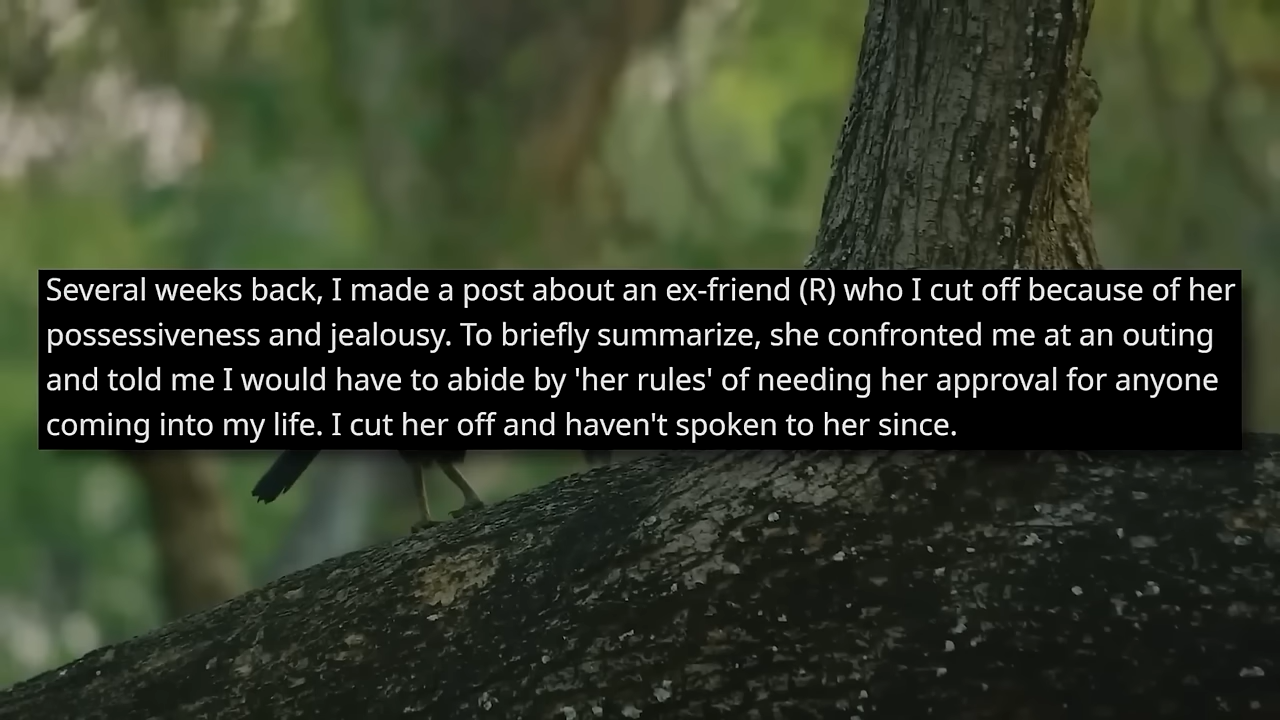 Several weeks back, I made a post about an ex-friend (R) who I cut off because of her
possessiveness and jealousy. To briefly summarize, she confronted me at an outing
and told me I would have to abide by 'her rules' of needing her approval for anyone
coming into my life. I cut her off and haven't spoken to her since.